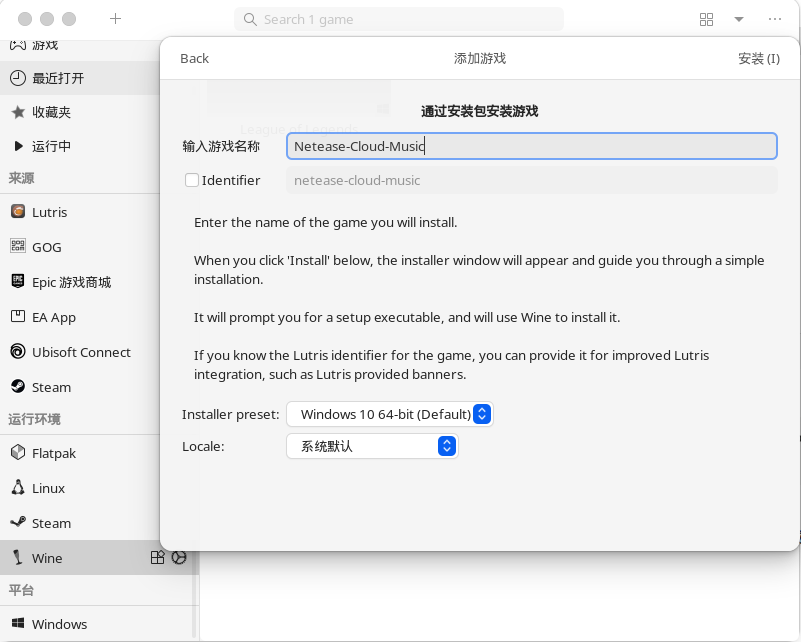 Search 1 game
游戏
最近打开
收藏夹
运行中
来源
Lutris
GOG
Epic 游戏商城
EA App
Ubisoft Connect
Steam
运行环境
Flatpak
Linux
Steam
Wine
平台
Windows
Back
添加游戏
安装 (I)
League of Legends
通过安装包安装游戏
输入游戏名称
Netease-Cloud-Music
Identifier
netease-cloud-music
Enter the name of the game you will install.
When you click 'Install' below, the installer window will appear and guide you through a simple
installation.
It will prompt you for a setup executable, and will use Wine to install it.
If you know the Lutris identifier for the game, you can provide it for improved Lutris
integration, such as Lutris provided banners.
Installer preset:
Windows 10 64-bit (Default)
Locale:
系统默认